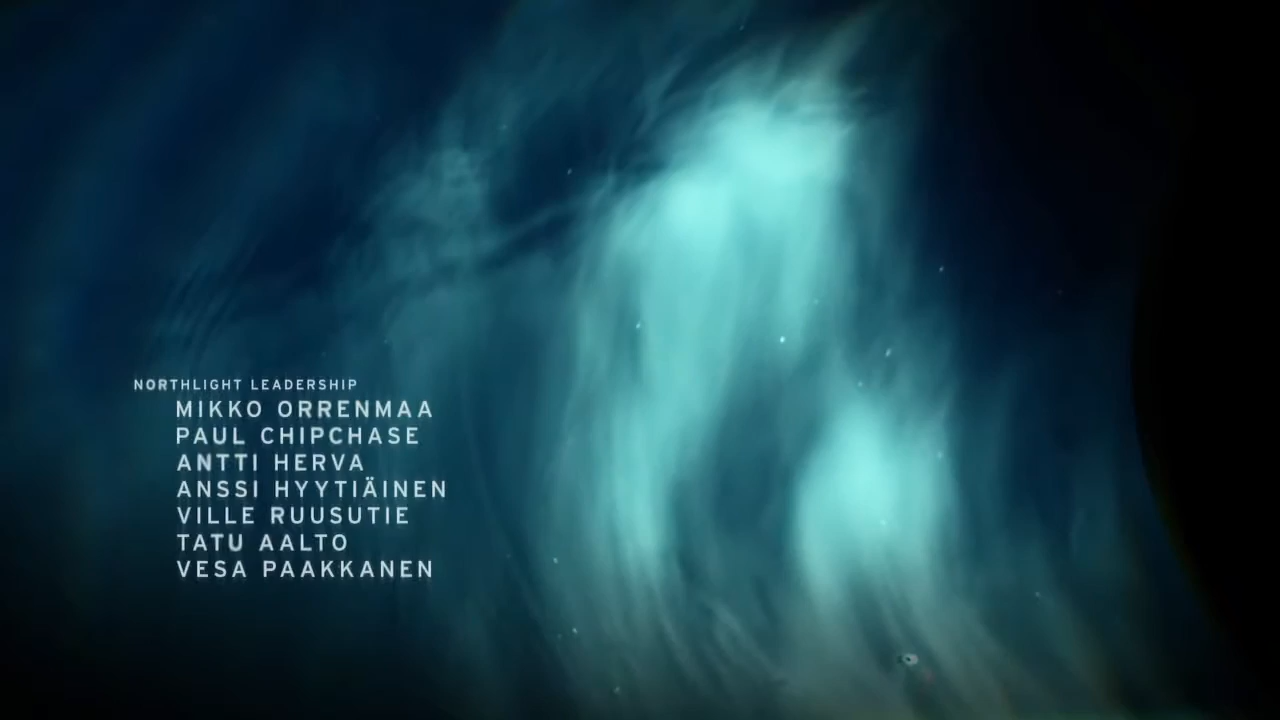 NORTHLIGHT LEADERSHIP
MIKKO ORRENMAA
PAUL CHIPCHASE
ANTTI HERVA
ANSSI HYYTIÄINEN
VILLE RUUSUTIE
TATU AALTO
VESA PAAKKANEN